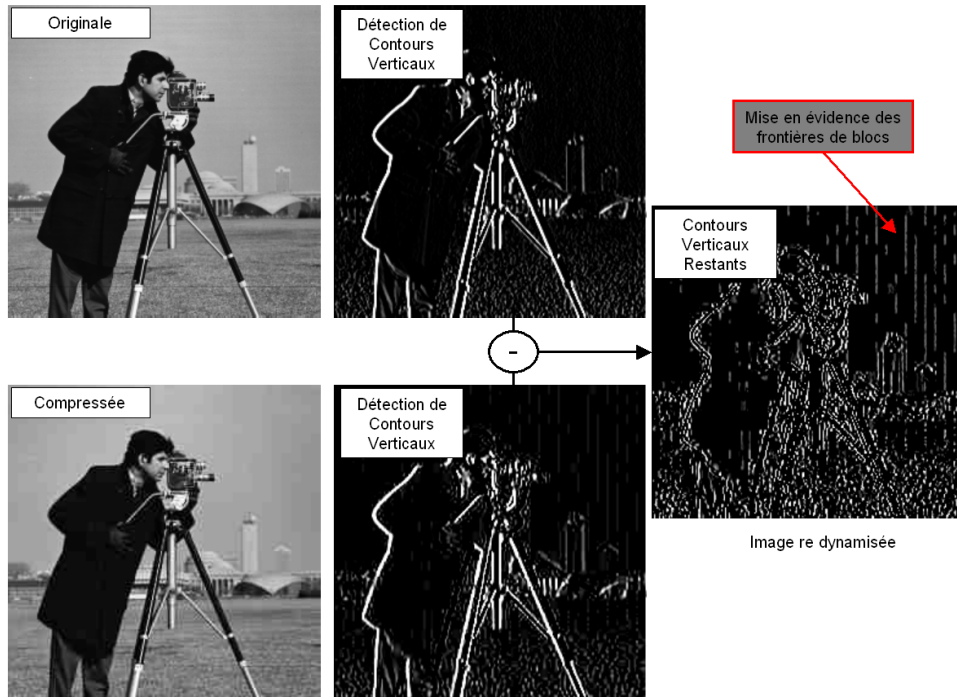 Originale
Détection de
Contours
Verticaux
Mise en évidence des
frontières de blocs
Contours
Verticaux
Restants
-
Compressée
Détection de
Contours
Verticaux
Image re dynamisée